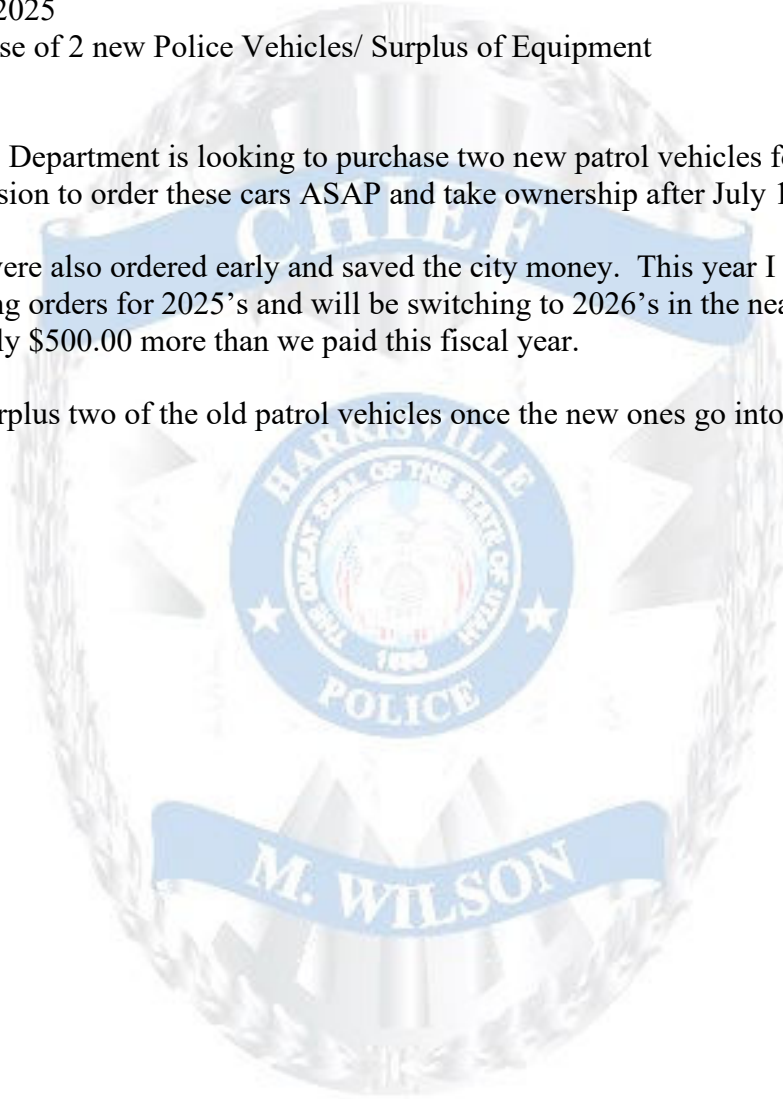 2025
se of 2 new Police Vehicles/ Surplus of Equipment
Department is looking to purchase two new patrol vehicles f
sion to order these cars ASAP and take ownership after July 1
CHIEF
were also ordered early and saved the city money. This year I
ng orders for 2025's and will be switching to 2026's in the nea
ly $500.00 more than we paid this fiscal year.
rplus two of the old patrol vehicles once the new ones go into
HARRISVILLE
THE GREAT SEAL OF THE STATE OF UTAH
1896
POLICE
M. WILSON